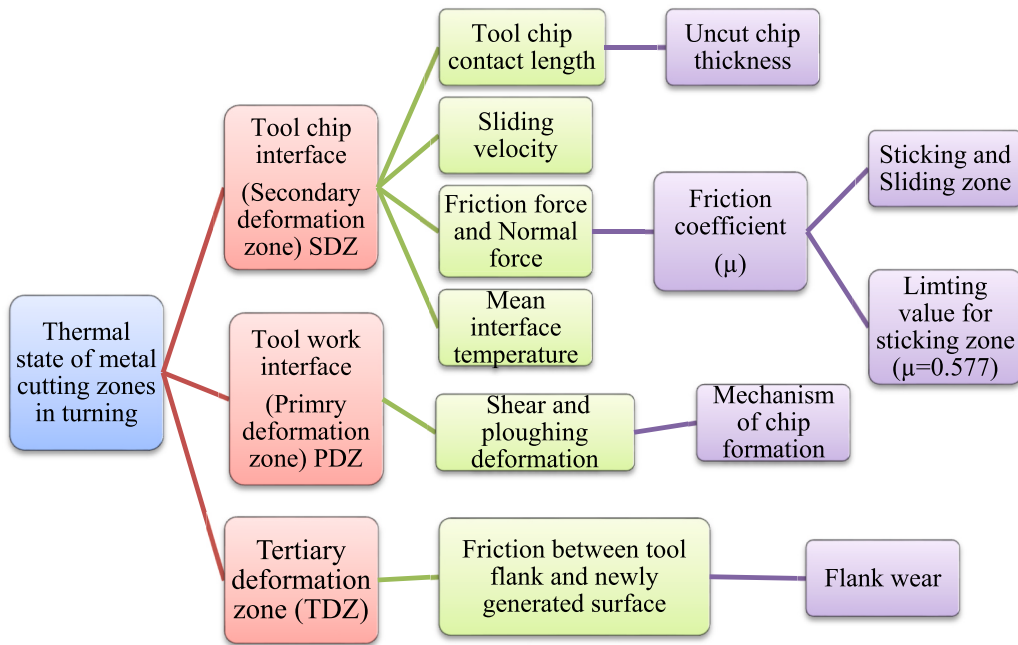 Thermal
state of metal
cutting zones
in turning
Tool chip
interface
(Secondary
deformation
zone) SDZ
Tool work
interface
(Primry
deformation
zone) PDZ
Tertiary
deformation
zone (TDZ)
Tool chip
contact length
Sliding
velocity
Friction force
and Normal
force
Mean
interface
temperature
Shear and
ploughing
deformation
Friction between tool
flank and newly
generated surface
Uncut chip
thickness
Friction
coefficient
(μ)
Mechanism
of chip
formation
Flank wear
Sticking and
Sliding zone
Limting
value for
sticking zone
(μ=0.577)